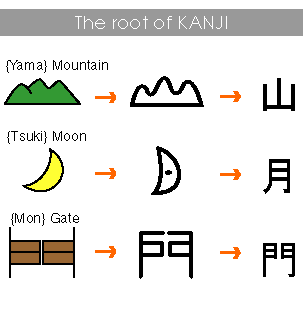 The root of KANJI
{Yama} Mountain
山
{Tsuki} Moon
月
{Mon} Gate
門